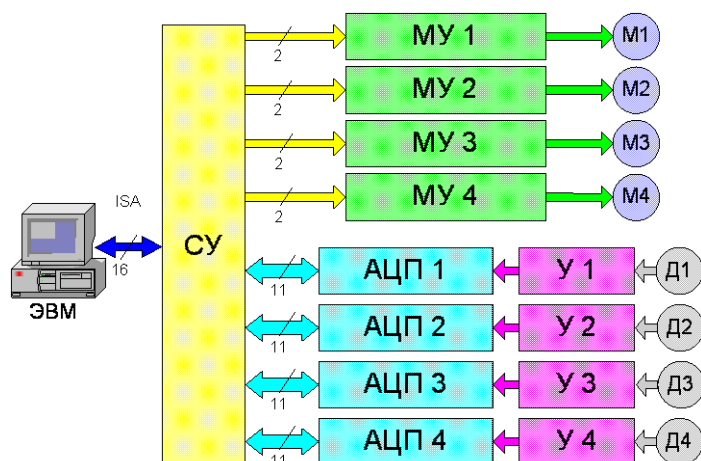 МУ 1
М1
2
МУ 2
М2
2
МУ 3
М3
2
МУ 4
М4
2
ISA
16
ЭВМ
СУ
АЦП 1
У 1
Д1
11
АЦП 2
У 2
Д2
11
АЦП 3
У 3
Д3
11
АЦП 4
У 4
Д4
11